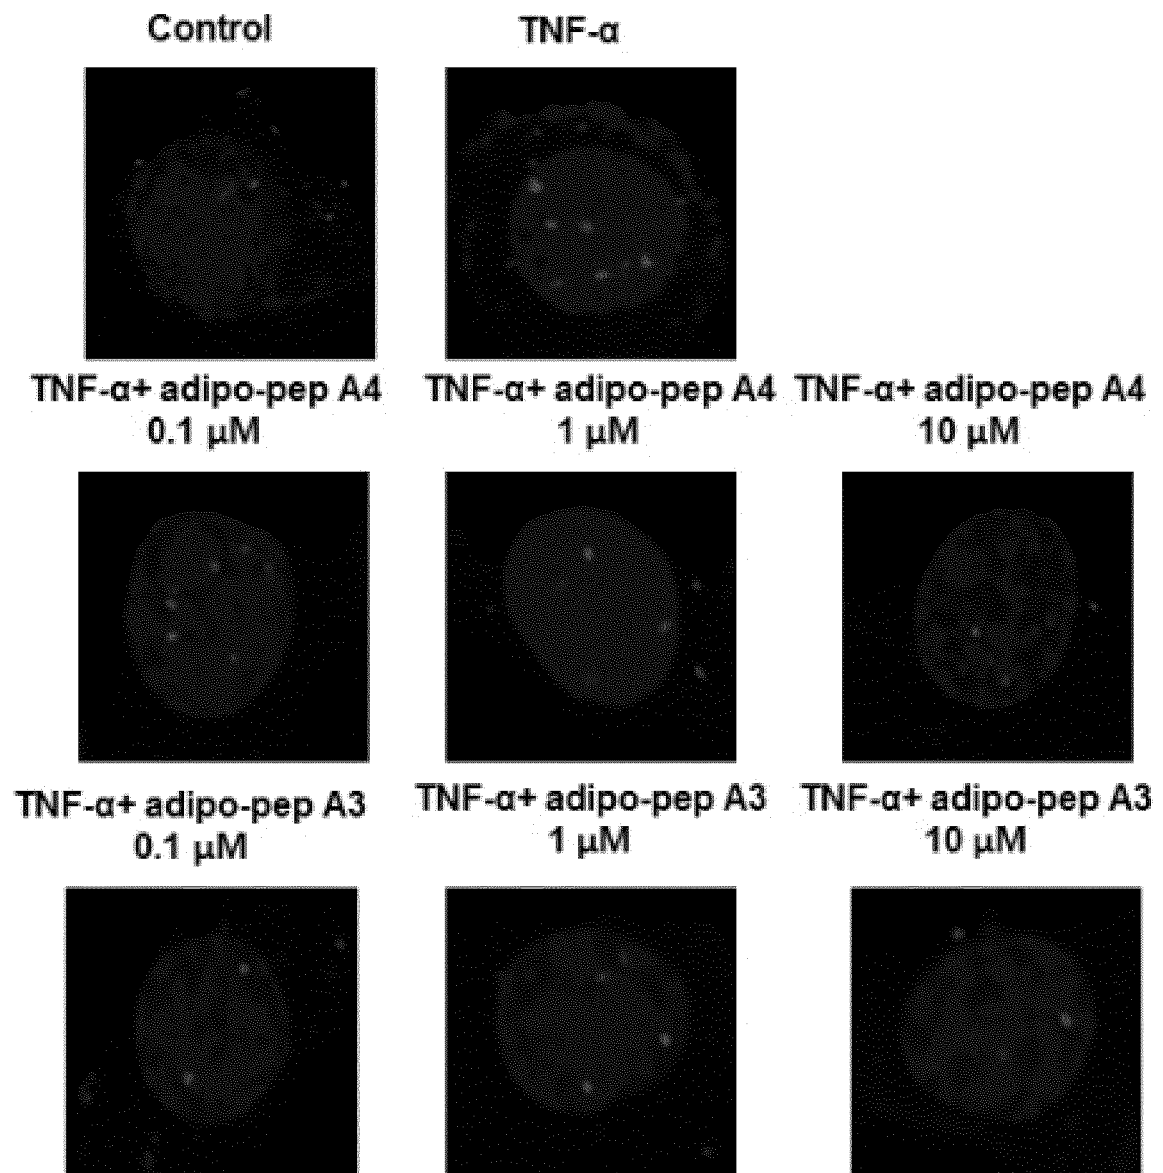 Control
TNF-α
TNF-α+ adipo-pep A4
0.1 µM
TNF-α+ adipo-pep A4
1 µM
TNF-α+ adipo-pep A4
10 µM
TNF-α+ adipo-pep A3
0.1 µM
TNF-α+ adipo-pep A3
1 µM
TNF-α+ adipo-pep A3
10 µM